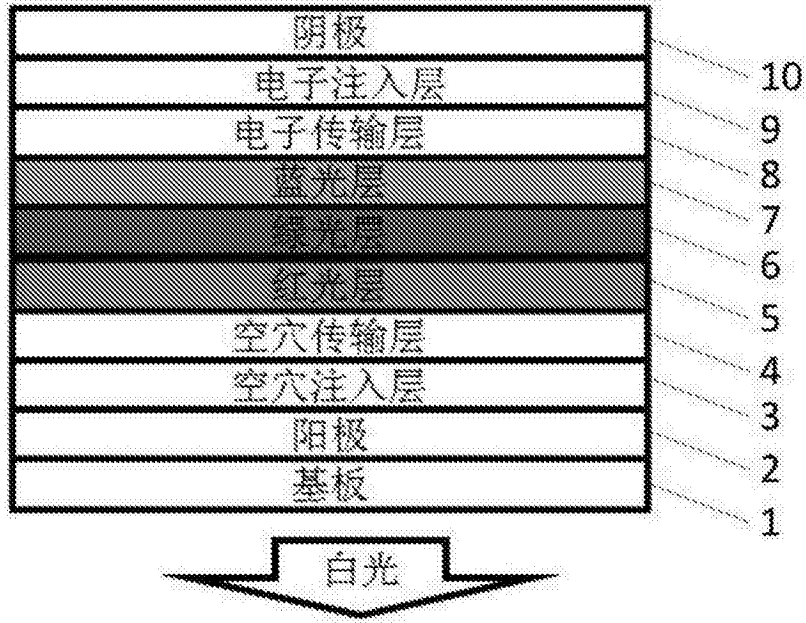 阴极
10
电子注入层
9
电子传输层
8
蓝光层
7
绿光层
6
红光层
5
空穴传输层
4
空穴注入层
3
阳极
2
基板
1
白光